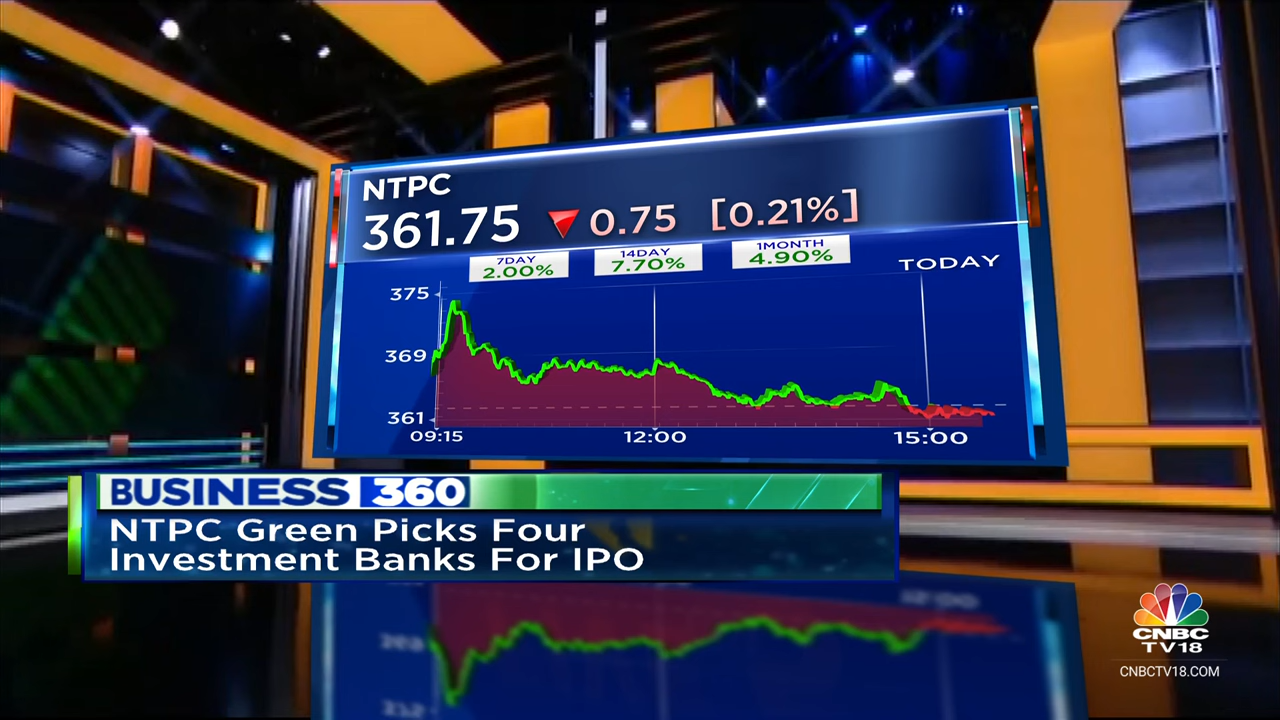 NTPC
361.75 ▼ 0.75 [0.21%]
7DAY
2.00%
14DAY
7.70%
1MONTH
4.90%
TODAY
375
369
361
09:15
12:00
15:00
BUSINESS 360
NTPC Green Picks Four
Investment Banks For IPO
CNBC
TV18
CNBCTV18.COM